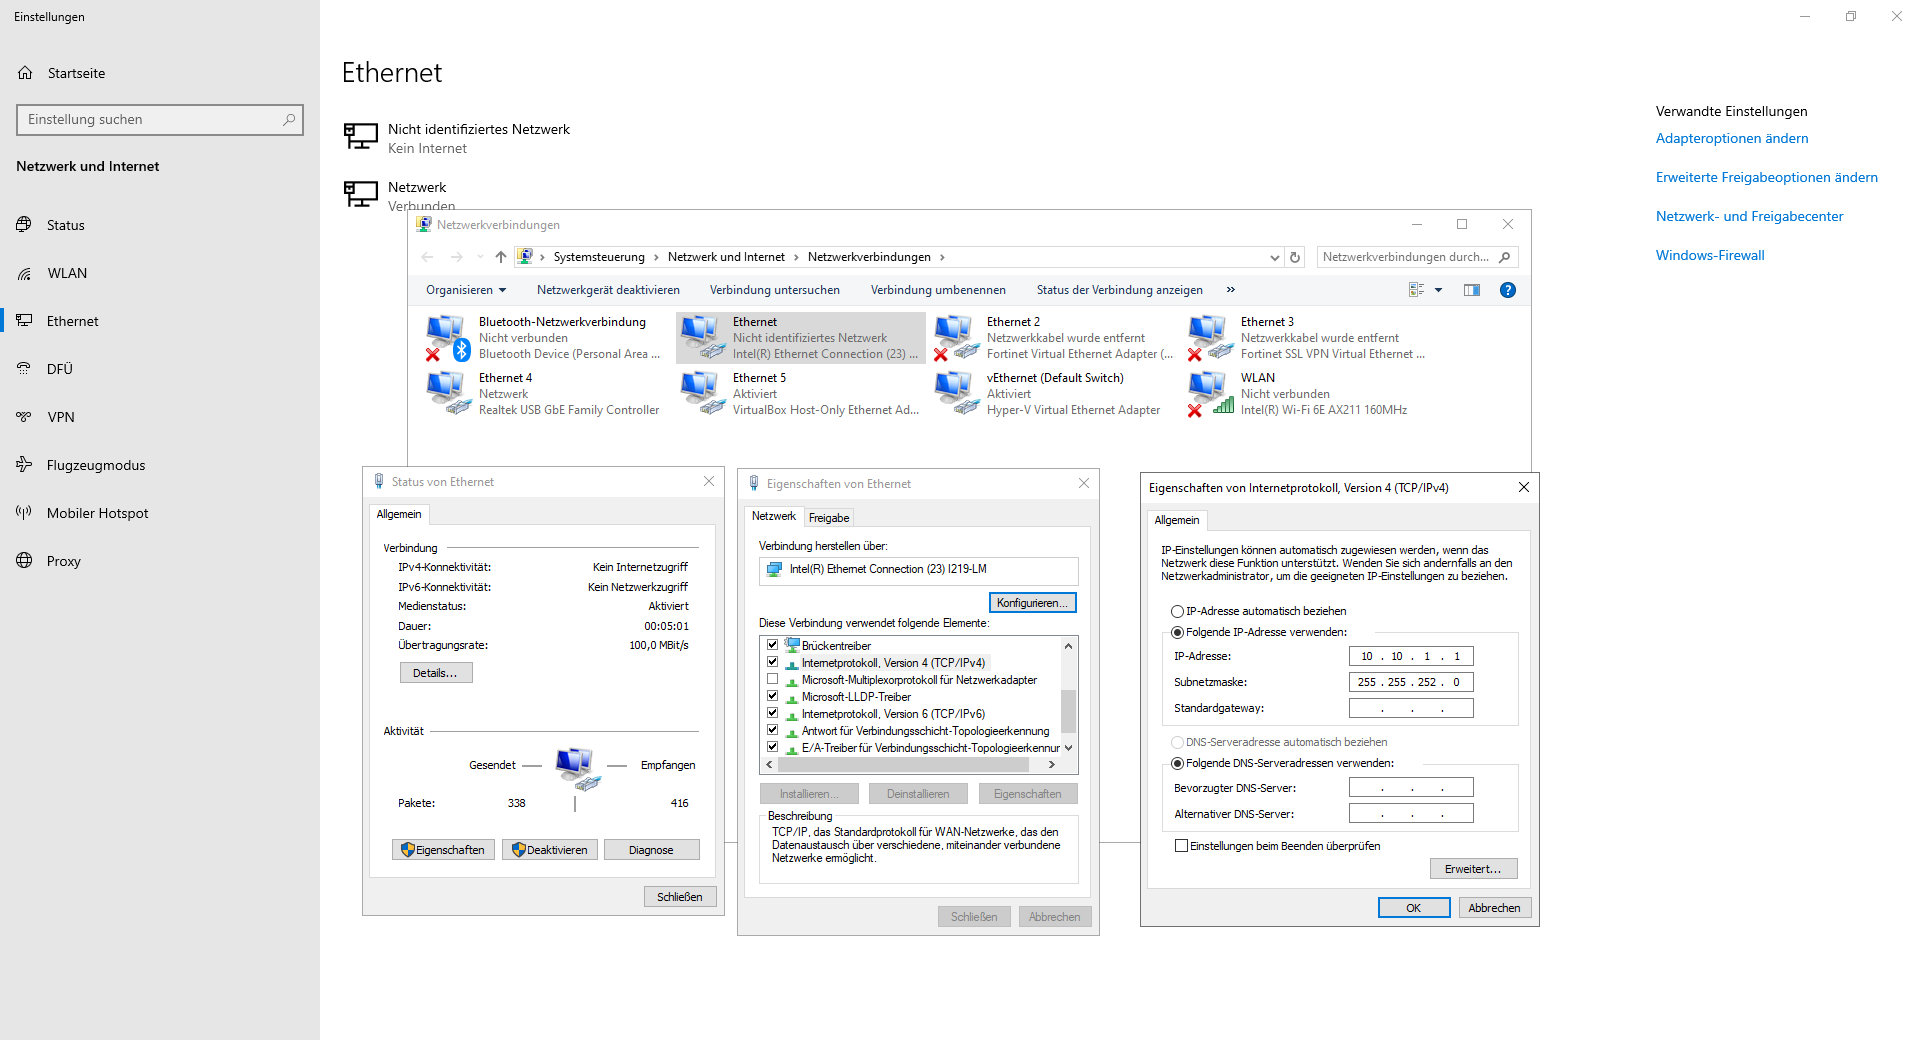 Einstellungen
Startseite
Einstellung suchen
Netzwerk und Internet
Status
WLAN
Ethernet
DFÜ
VPN
Flugzeugmodus
Mobiler Hotspot
Proxy
Ethernet
Nicht identifiziertes Netzwerk
Kein Internet
Netzwerk
Verbunden
Verwandte Einstellungen
Adapteroptionen ändern
Erweiterte Freigabeoptionen ändern
Netzwerk- und Freigabecenter
Windows-Firewall
Netzwerkverbindungen
Systemsteuerung > Netzwerk und Internet > Netzwerkverbindungen >
Netzwerkverbindungen durch...
Organisieren Netzwerkgerät deaktivieren Verbindung untersuchen Verbindung umbenennen Status der Verbindung anzeigen »
Bluetooth-Netzwerkverbindung
Nicht verbunden
Bluetooth Device (Personal Area ...
Ethernet
Nicht identifiziertes Netzwerk
Intel(R) Ethernet Connection (23) ...
Ethernet 2
Netzwerkkabel wurde entfernt
Fortinet Virtual Ethernet Adapter (...
Ethernet 3
Netzwerkkabel wurde entfernt
Fortinet SSL VPN Virtual Ethernet ...
Ethernet 4
Netzwerk
Realtek USB GbE Family Controller
Ethernet 5
Aktiviert
VirtualBox Host-Only Ethernet Ad...
vEthernet (Default Switch)
Aktiviert
Hyper-V Virtual Ethernet Adapter
WLAN
Nicht verbunden
Intel(R) Wi-Fi 6E AX211 160MHz
Status von Ethernet
Allgemein
Verbindung
IPv4-Konnektivität: Kein Internetzugriff
IPv6-Konnektivität: Kein Netzwerkzugriff
Medienstatus: Aktiviert
Dauer: 00:05:01
Übertragungsrate: 100,0 MBit/s
Details...
Aktivität
Gesendet Empfangen
Pakete: 338 416
Eigenschaften Deaktivieren Diagnose
Schließen
Eigenschaften von Ethernet
Netzwerk Freigabe
Verbindung herstellen über:
Intel(R) Ethernet Connection (23) I219-LM
Konfigurieren...
Diese Verbindung verwendet folgende Elemente:
Brückentreiber
Internetprotokoll, Version 4 (TCP/IPv4)
Microsoft-Multiplexorprotokoll für Netzwerkadapter
Microsoft-LLDP-Treiber
Internetprotokoll, Version 6 (TCP/IPv6)
Antwort für Verbindungsschicht-Topologieerkennung
E/A-Treiber für Verbindungsschicht-Topologieerkennur
Installieren... Deinstallieren Eigenschaften
Beschreibung
TCP/IP, das Standardprotokoll für WAN-Netzwerke, das den
Datenaustausch über verschiedene, miteinander verbundene
Netzwerke ermöglicht.
Schließen Abbrechen
Eigenschaften von Internetprotokoll, Version 4 (TCP/IPv4)
Allgemein
IP-Einstellungen können automatisch zugewiesen werden, wenn das
Netzwerk diese Funktion unterstützt. Wenden Sie sich andernfalls an den
Netzwerkadministrator, um die geeigneten IP-Einstellungen zu beziehen.
IP-Adresse automatisch beziehen
Folgende IP-Adresse verwenden:
IP-Adresse: 10 . 10 . 1 . 1
Subnetzmaske: 255 . 255 . 252 . 0
Standardgateway: . . .
DNS-Serveradresse automatisch beziehen
Folgende DNS-Serveradressen verwenden:
Bevorzugter DNS-Server: . . .
Alternativer DNS-Server: . . .
Einstellungen beim Beenden überprüfen
Erweitert...
OK Abbrechen